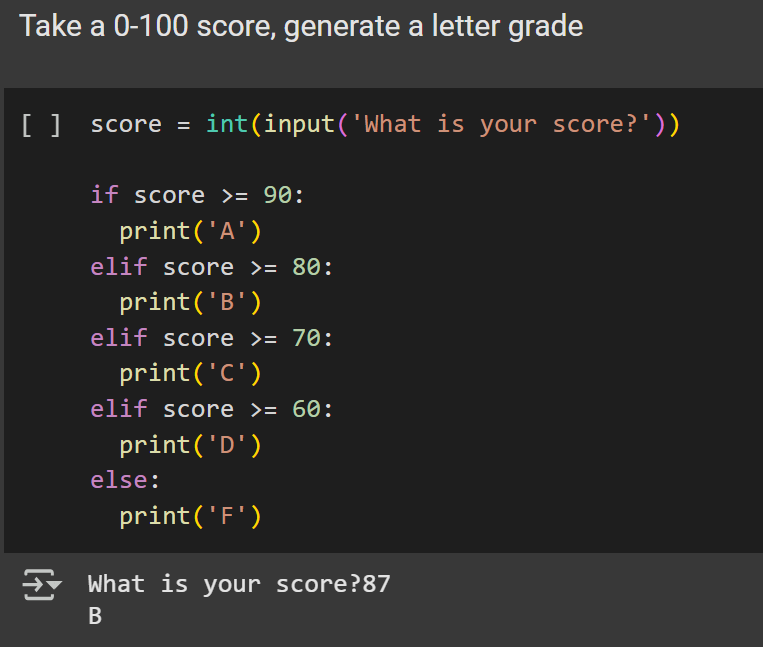 Take a 0-100 score, generate a letter grade
[ ] score = int(input('What is your score?'))
if score >= 90:
  print('A')
elif score >= 80:
  print('B')
elif score >= 70:
  print('C')
elif score >= 60:
  print('D')
else:
  print('F')
What is your score?87
B